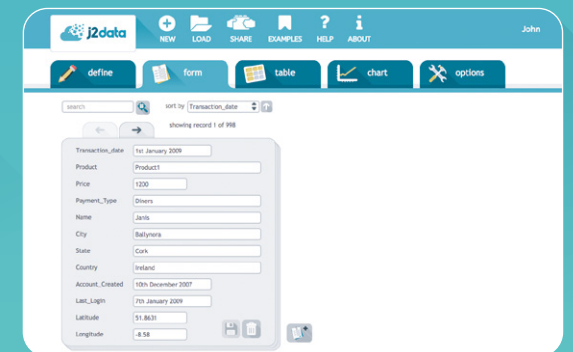 j2data
NEW LOAD SHARE EXAMPLES HELP ABOUT
John
define form table chart options
search sort by Transaction_date
showing record 1 of 998
Transaction_date 1st January 2009
Product Product1
Price 1200
Payment_Type Diners
Name Janis
City Ballynora
State Cork
Country Ireland
Account_Created 10th December 2007
Last_Login 7th January 2009
Latitude 51.8631
Longitude -8.58